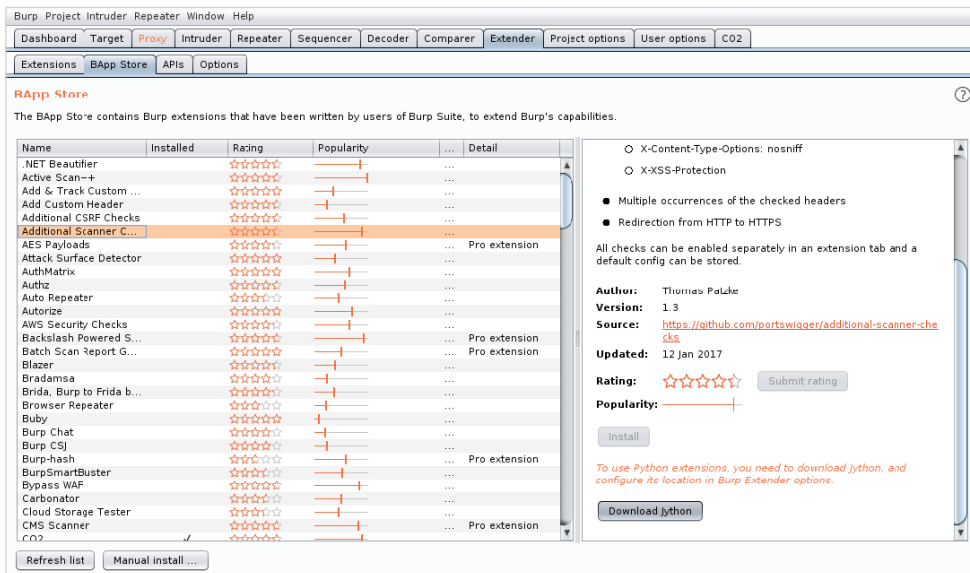 Burp Project Intruder Repeater Window Help
Dashboard Target Proxy Intruder Repeater Sequencer Decoder Comparer Extender Project options User options CO2
Extensions BApp Store APIs Options
BApp Store
?
The BApp Store contains Burp extensions that have been written by users of Burp Suite, to extend Burp's capabilities.
Name Installed Rating Popularity ... Detail
.NET Beautifier ...
Active Scan++ ...
Add & Track Custom ... ...
Add Custom Header ...
Additional CSRF Checks ...
Additional Scanner C... ...
AES Payloads ... Pro extension
Attack Surface Detector ...
AuthMatrix ...
Authz ...
Auto Repeater ...
Autorize ...
AWS Security Checks ...
Backslash Powered S... ... Pro extension
Batch Scan Report G... ... Pro extension
Blazer ...
Bradamsa ...
Brida, Burp to Frida b... ...
Browser Repeater ...
Buby ...
Burp Chat ...
Burp CSJ ...
Burp-hash ... Pro extension
BurpSmartBuster ...
Bypass WAF ...
Carbonator ...
Cloud Storage Tester ...
CMS Scanner ... Pro extension
CO2 ✓
Refresh list Manual install ...
X-Content-Type-Options: nosniff
X-XSS-Protection
Multiple occurrences of the checked headers
Redirection from HTTP to HTTPS
All checks can be enabled separately in an extension tab and a
default config can be stored.
Author: Thomas Patzke
Version: 1.3
Source: https://github.com/portswigger/additional-scanner-che
cks
Updated: 12 Jan 2017
Rating: Submit rating
Popularity:
Install
To use Python extensions, you need to download Jython, and
configure its location in Burp Extender options.
Download Jython